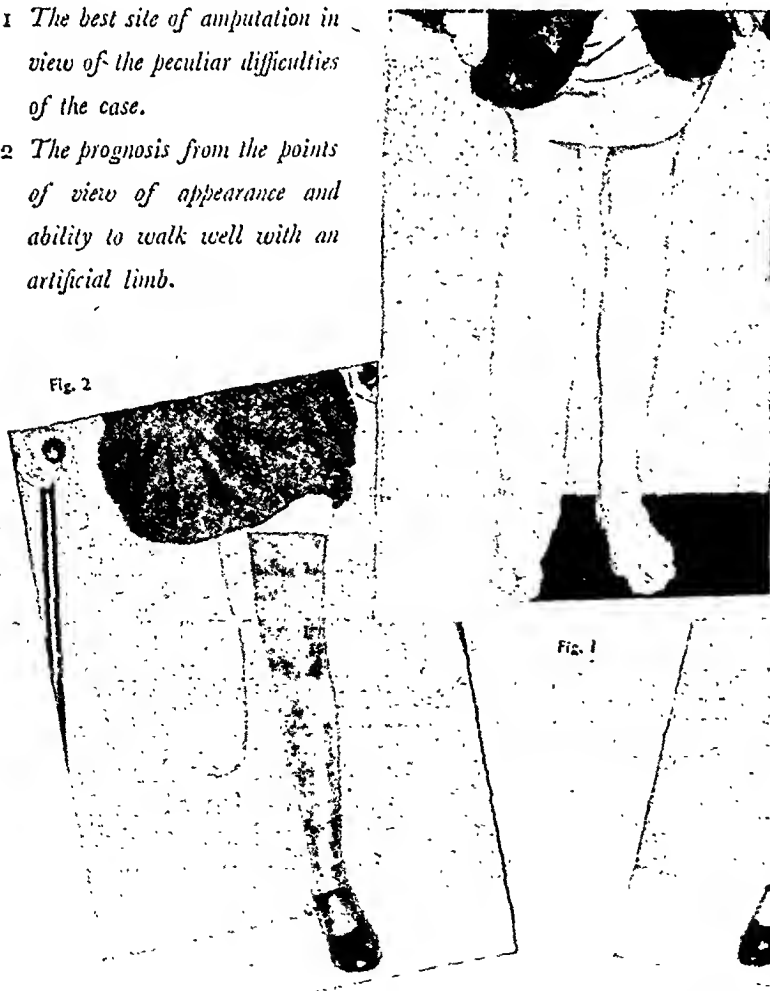 1 The best site of amputation in
view of the peculiar difficulties
of the case.
2 The prognosis from the points
of view of appearance and
ability to walk well with an
artificial limb.
Fig. 2
Fig. 1